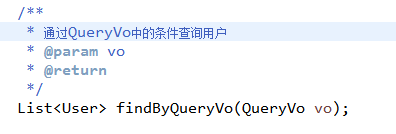 /**
 * 通过QueryVo中的条件查询用户
 * @param vo
 * @return
 */
List<User> findByQueryVo(QueryVo vo);